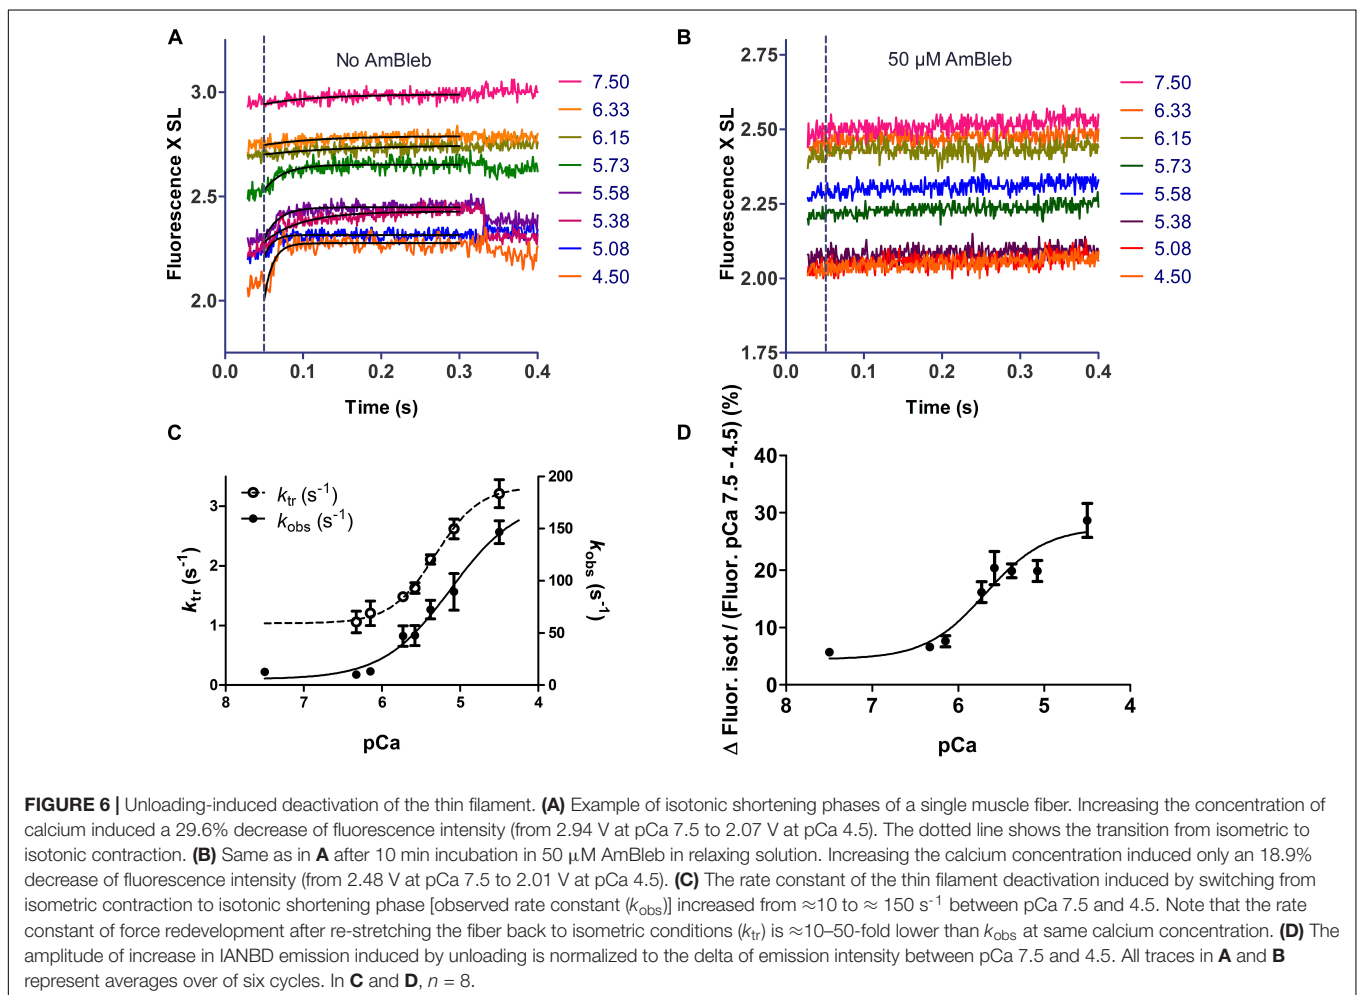 A
No AmBleb
Fluorescence X SL
3.0
2.5
2.0
0.0 0.1 0.2 0.3 0.4
Time (s)
7.50
6.33
6.15
5.73
5.58
5.38
5.08
4.50
B
50 µM AmBleb
Fluorescence X SL
2.75
2.50
2.25
2.00
1.75
0.0 0.1 0.2 0.3 0.4
Time (s)
7.50
6.33
6.15
5.73
5.58
5.38
5.08
4.50
C
ktr (s-1)
kobs (s-1)
ktr (s-1)
3
2
1
0
200
150
100
50
0
kobs (s-1)
8 7 6 5 4
pCa
D
Δ Fluor. isot / (Fluor. pCa 7.5 - 4.5) (%)
40
30
20
10
0
8 7 6 5 4
pCa
FIGURE 6 | Unloading-induced deactivation of the thin filament. (A) Example of isotonic shortening phases of a single muscle fiber. Increasing the concentration of
calcium induced a 29.6% decrease of fluorescence intensity (from 2.94 V at pCa 7.5 to 2.07 V at pCa 4.5). The dotted line shows the transition from isometric to
isotonic contraction. (B) Same as in A after 10 min incubation in 50 µM AmBleb in relaxing solution. Increasing the calcium concentration induced only an 18.9%
decrease of fluorescence intensity (from 2.48 V at pCa 7.5 to 2.01 V at pCa 4.5). (C) The rate constant of the thin filament deactivation induced by switching from
isometric contraction to isotonic shortening phase [observed rate constant (kobs)] increased from ≈10 to ≈ 150 s-1 between pCa 7.5 and 4.5. Note that the rate
constant of force redevelopment after re-stretching the fiber back to isometric conditions (ktr) is ≈10–50-fold lower than kobs at same calcium concentration. (D) The
amplitude of increase in IANBD emission induced by unloading is normalized to the delta of emission intensity between pCa 7.5 and 4.5. All traces in A and B
represent averages over of six cycles. In C and D, n = 8.